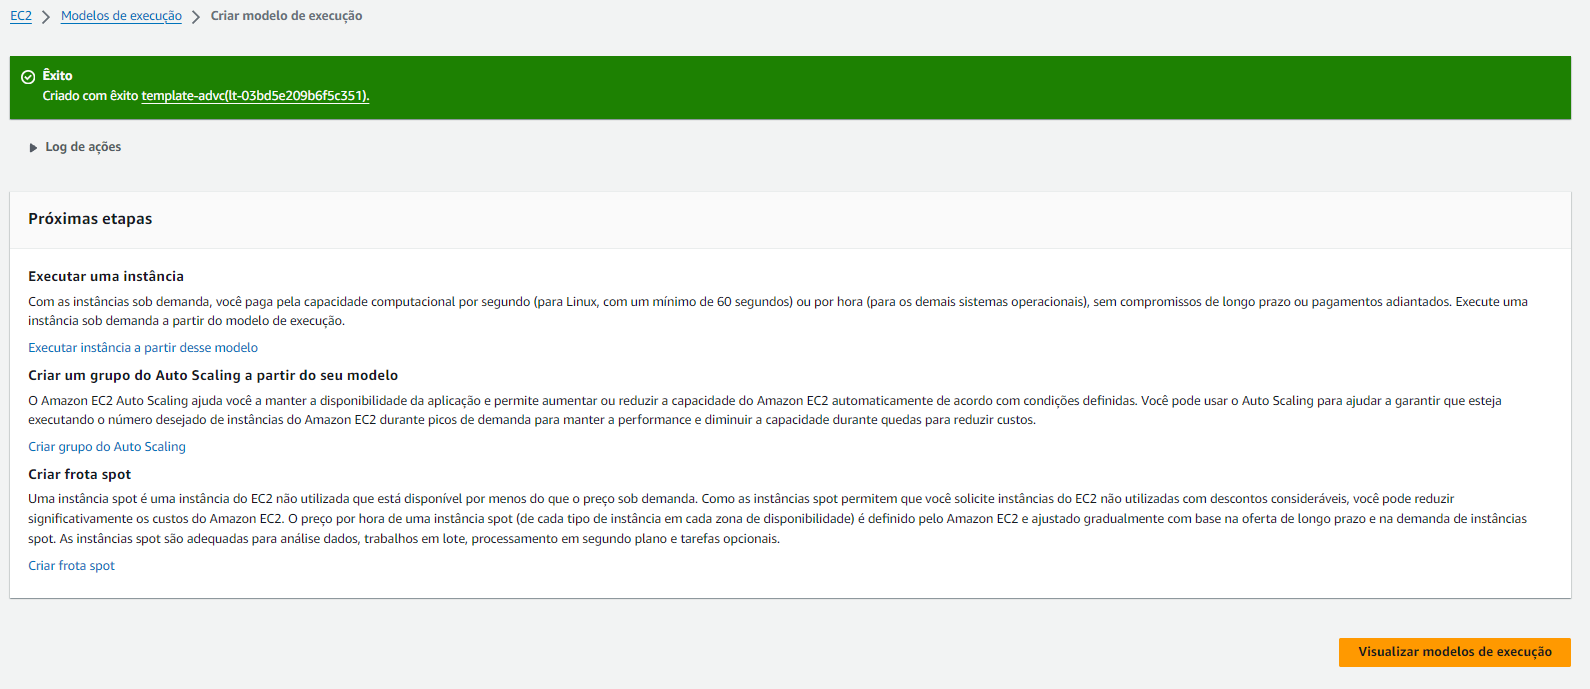 EC2 > Modelos de execução > Criar modelo de execução
Êxito
Criado com êxito template-advc(lt-03bd5e209b6f5c351).
Log de ações
Próximas etapas
Executar uma instância
Com as instâncias sob demanda, você paga pela capacidade computacional por segundo (para Linux, com um mínimo de 60 segundos) ou por hora (para os demais sistemas operacionais), sem compromissos de longo prazo ou pagamentos adiantados. Execute uma
instância sob demanda a partir do modelo de execução.
Executar instância a partir desse modelo
Criar um grupo do Auto Scaling a partir do seu modelo
O Amazon EC2 Auto Scaling ajuda você a manter a disponibilidade da aplicação e permite aumentar ou reduzir a capacidade do Amazon EC2 automaticamente de acordo com condições definidas. Você pode usar o Auto Scaling para ajudar a garantir que esteja
executando o número desejado de instâncias do Amazon EC2 durante picos de demanda para manter a performance e diminuir a capacidade durante quedas para reduzir custos.
Criar grupo do Auto Scaling
Criar frota spot
Uma instância spot é uma instância do EC2 não utilizada que está disponível por menos do que o preço sob demanda. Como as instâncias spot permitem que você solicite instâncias do EC2 não utilizadas com descontos consideráveis, você pode reduzir
significativamente os custos do Amazon EC2. O preço por hora de uma instância spot (de cada tipo de instância em cada zona de disponibilidade) é definido pelo Amazon EC2 e ajustado gradualmente com base na oferta de longo prazo e na demanda de instâncias
spot. As instâncias spot são adequadas para análise dados, trabalhos em lote, processamento em segundo plano e tarefas opcionais.
Criar frota spot
Visualizar modelos de execução